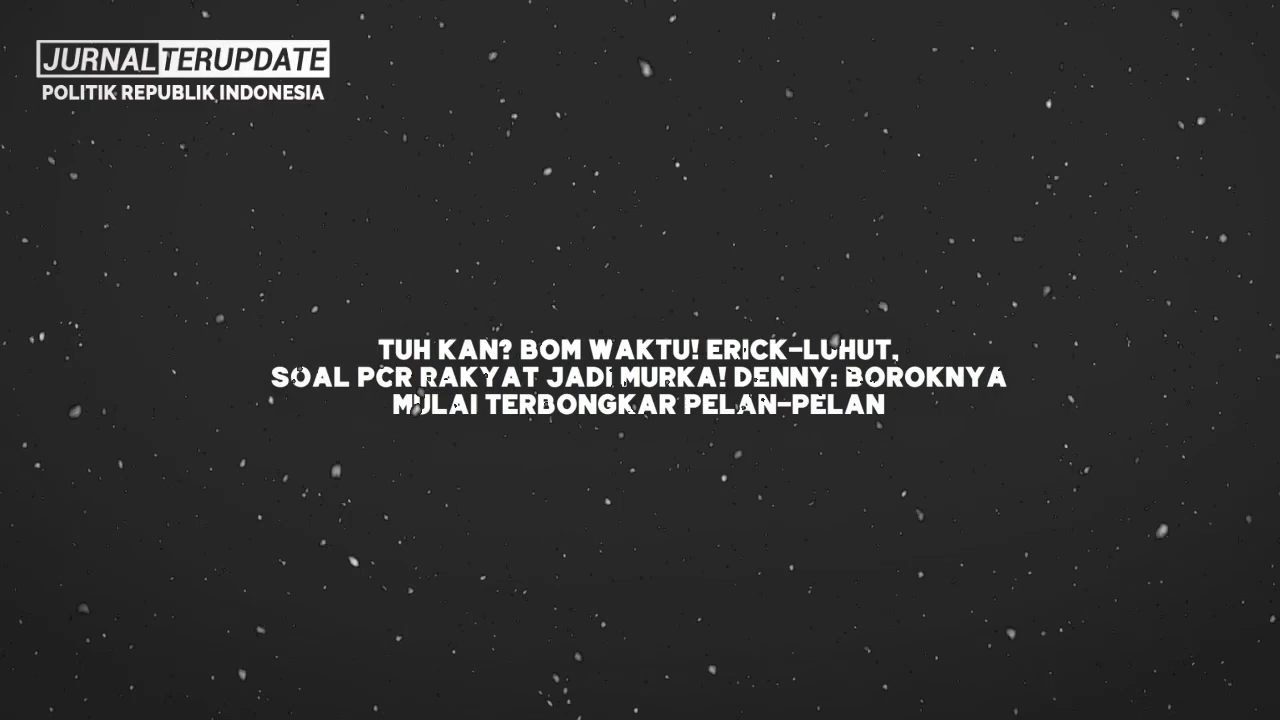 JURNALTERUPDATE
POLITIK REPUBLIK INDONESIA
TUH KAN? BOM WAKTU! ERICK-LUHUT,
SOAL PCR RAKYAT JADI MURKA! DENNY: BOROKNYA
MULAI TERBONGKAR PELAN-PELAN